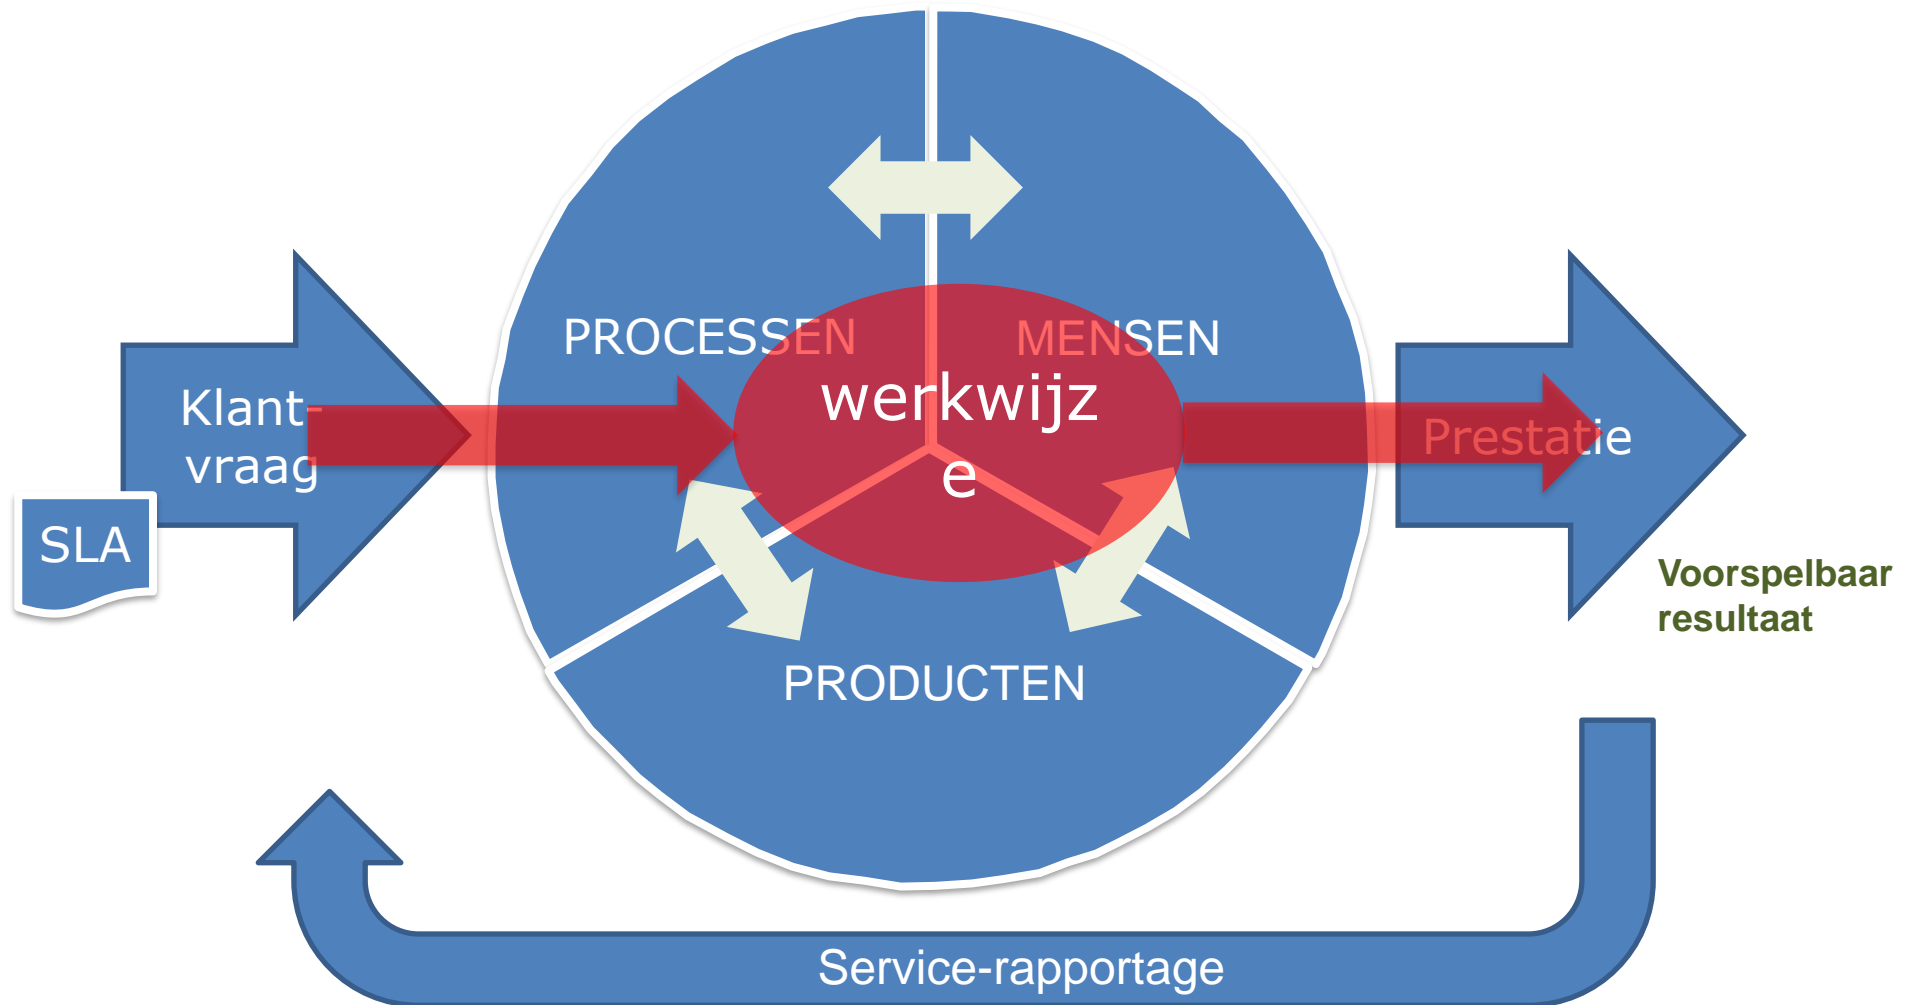 PROCESSEN
MENSEN
werkwijz
e
Klant-
vraag
SLA
Prestatie
Voorspelbaar
resultaat
PRODUCTEN
Service-rapportage